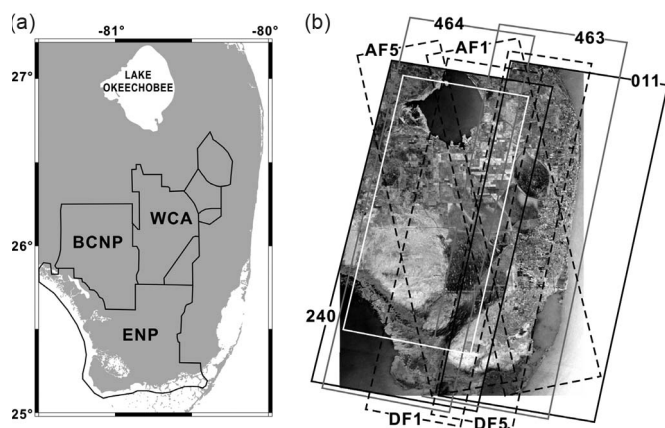 (a)
-81
-80
27°
LAKE
OKEECHOBEE
WCA
26°
BCNP
ENP
25°
(b)
464
463
AF5
AF1
011
240
DF1
DF5